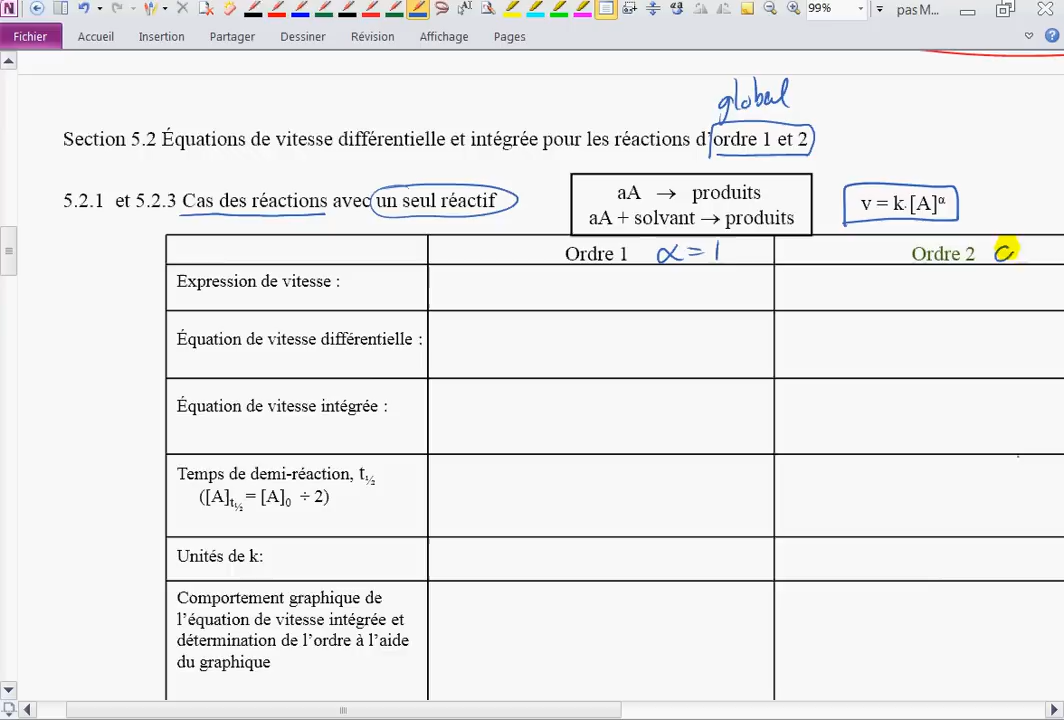 99%
pas M...
Fichier Accueil Insertion Partager Dessiner Révision Affichage Pages
global
Section 5.2 Équations de vitesse différentielle et intégrée pour les réactions d'ordre 1 et 2
5.2.1 et 5.2.3 Cas des réactions avec un seul réactif
aA → produits
aA + solvant → produits
v = k·[A]^α
Ordre 1 α = 1
Ordre 2
Expression de vitesse :
Équation de vitesse différentielle :
Équation de vitesse intégrée :
Temps de demi-réaction, t½
([A]t½ = [A]0 ÷ 2)
Unités de k:
Comportement graphique de
l'équation de vitesse intégrée et
détermination de l'ordre à l'aide
du graphique